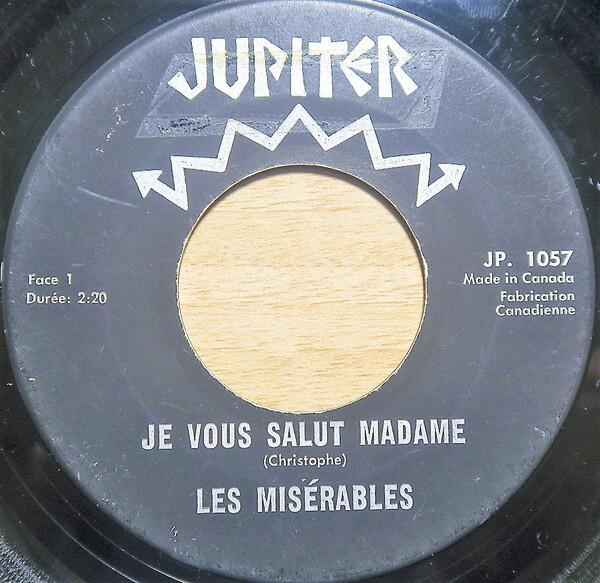 JUPITER
Face 1
Durée: 2:20
JP. 1057
Made in Canada
Fabrication
Canadienne
JE VOUS SALUT MADAME
(Christophe)
LES MISÉRABLES